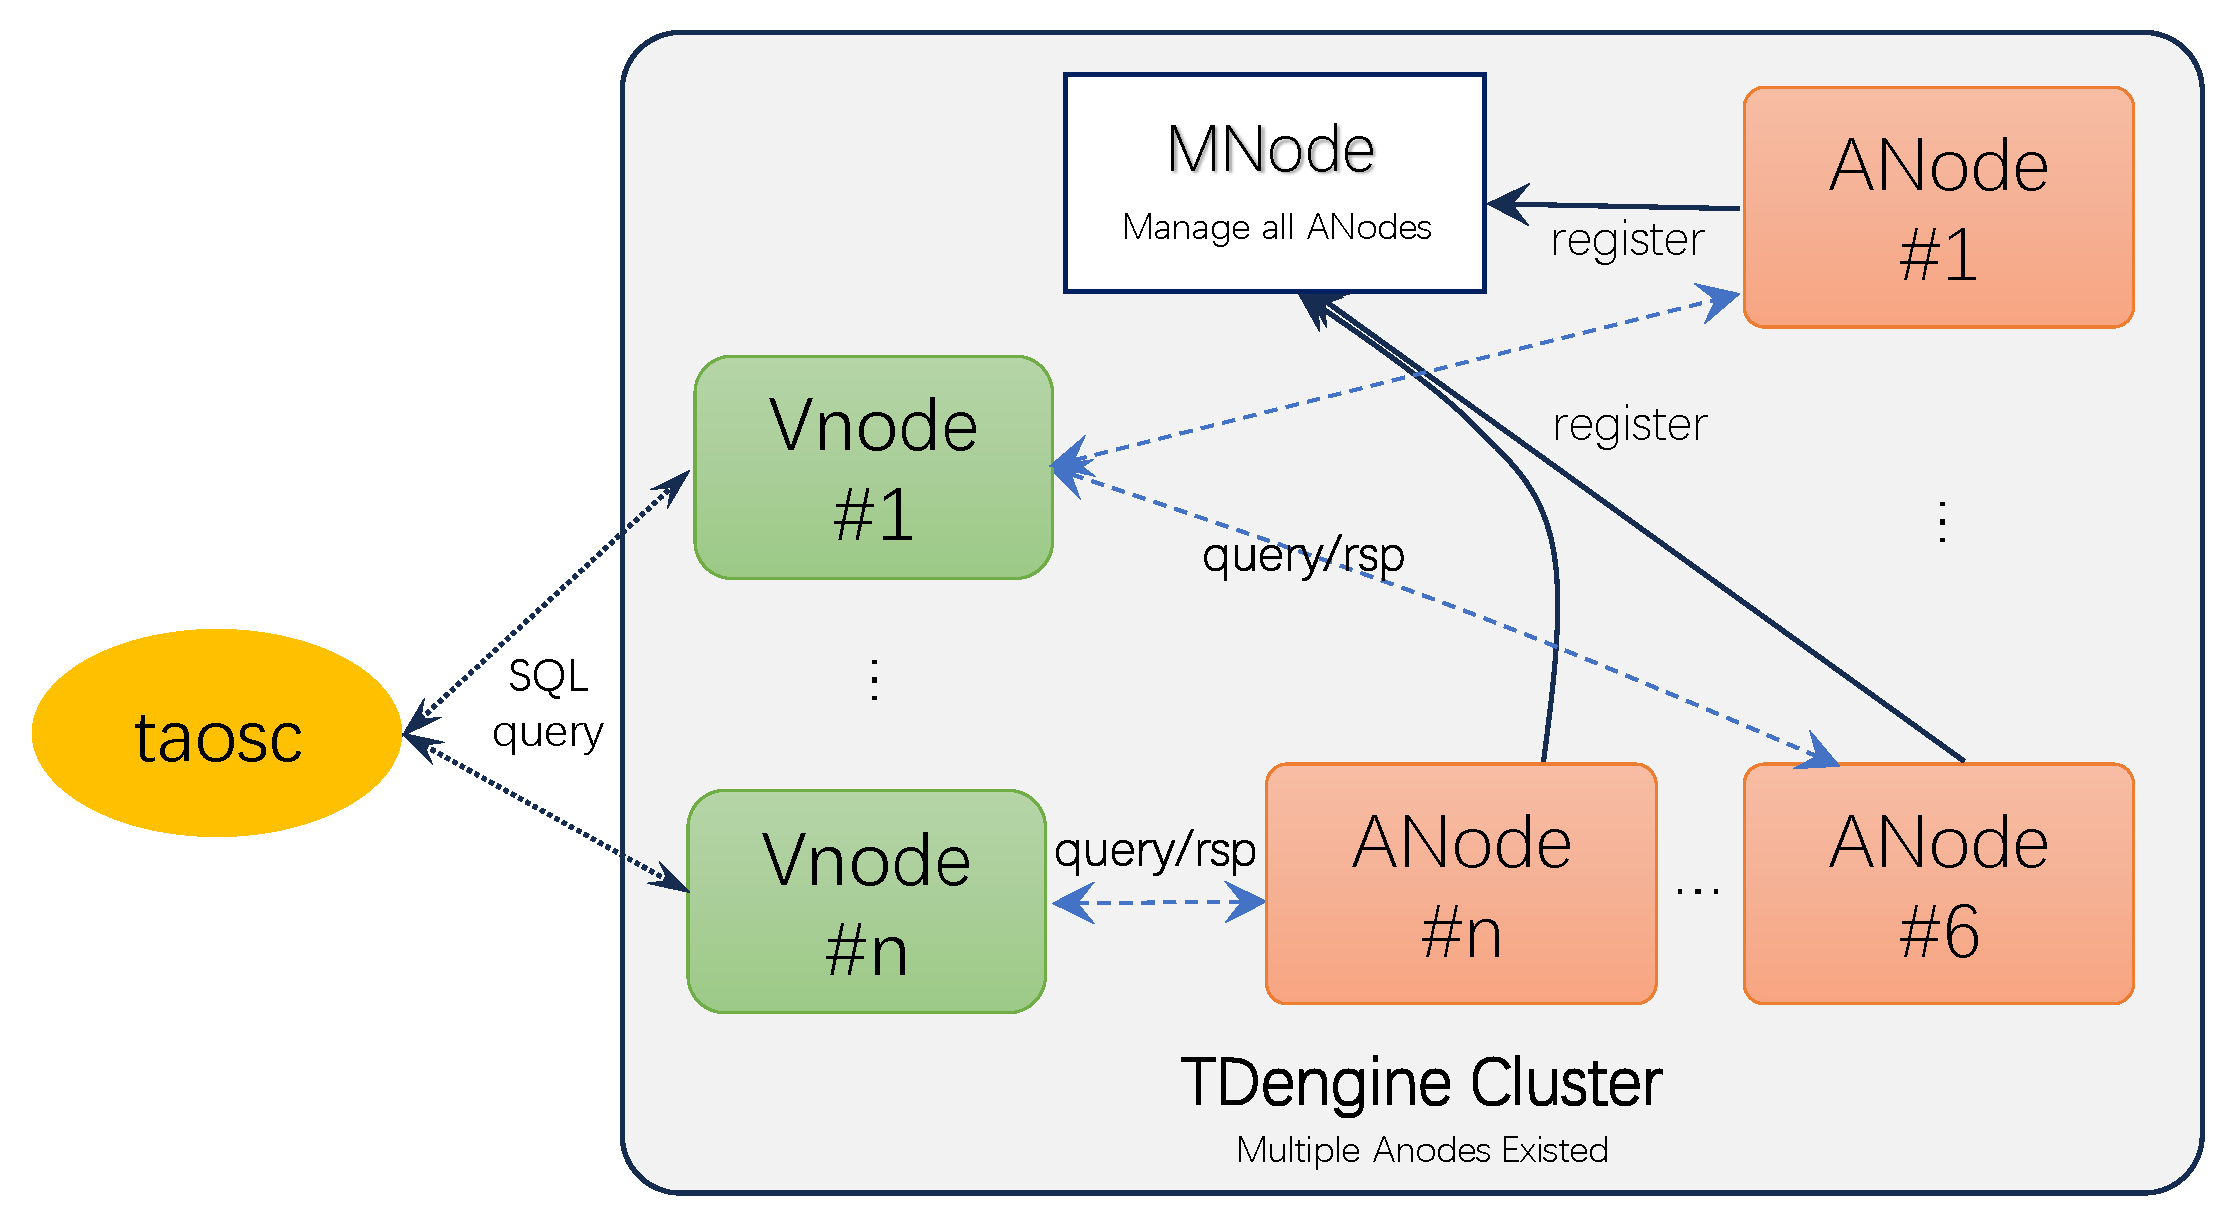 MNode
Manage all ANodes
ANode
#1
register
Vnode
#1
register
query/rsp
⋮
⋮
SQL
query
taosc
Vnode
#n
query/rsp
ANode
#n
...
ANode
#6
TDengine Cluster
Multiple Anodes Existed